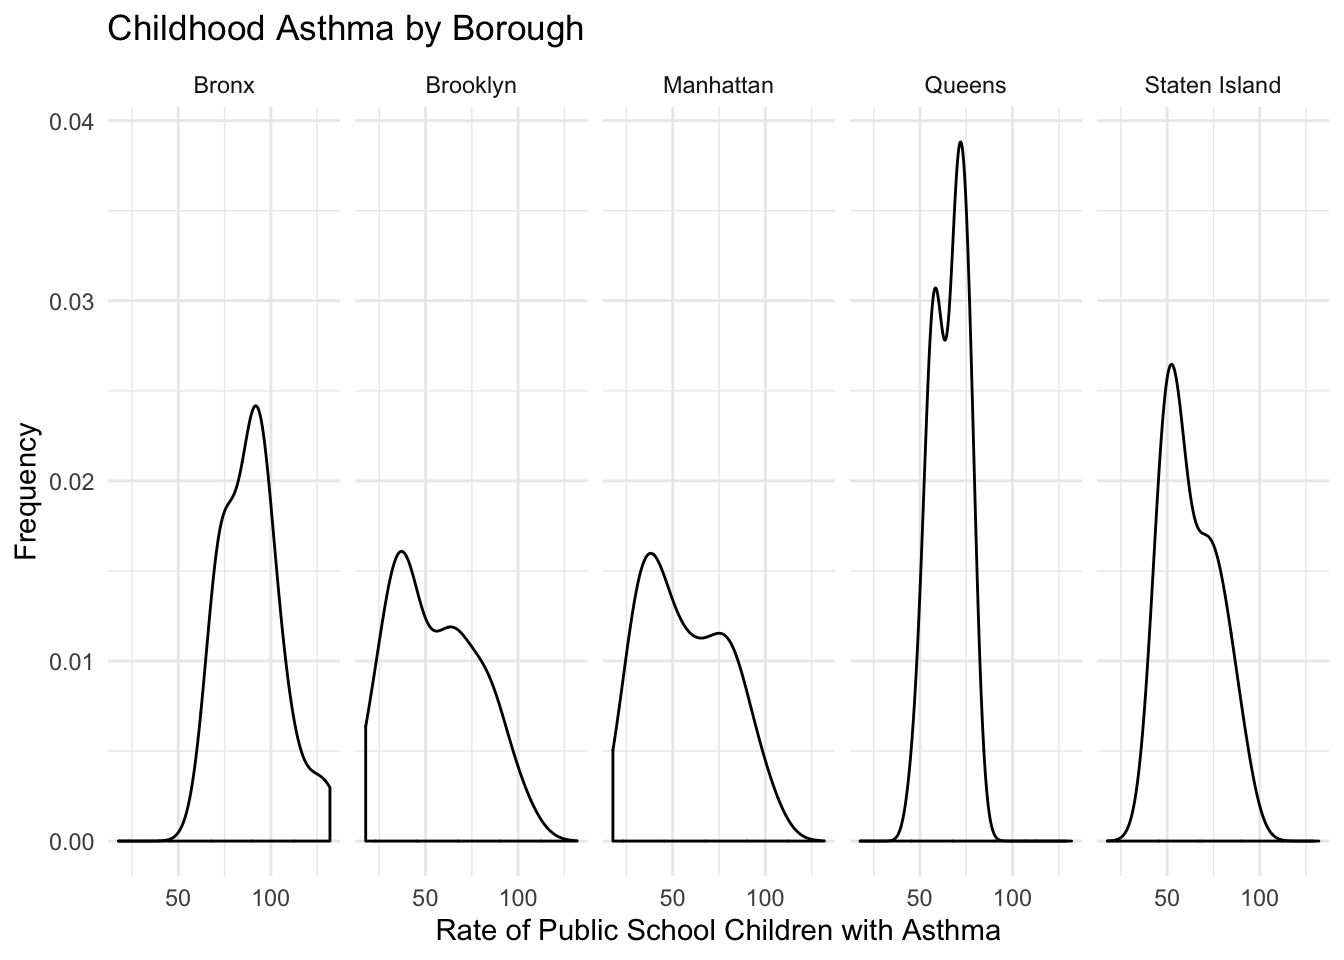 Childhood Asthma by Borough
Bronx Brooklyn Manhattan Queens Staten Island
0.04
0.03
0.02
0.01
0.00
Frequency
50 100 50 100 50 100 50 100 50 100
Rate of Public School Children with Asthma